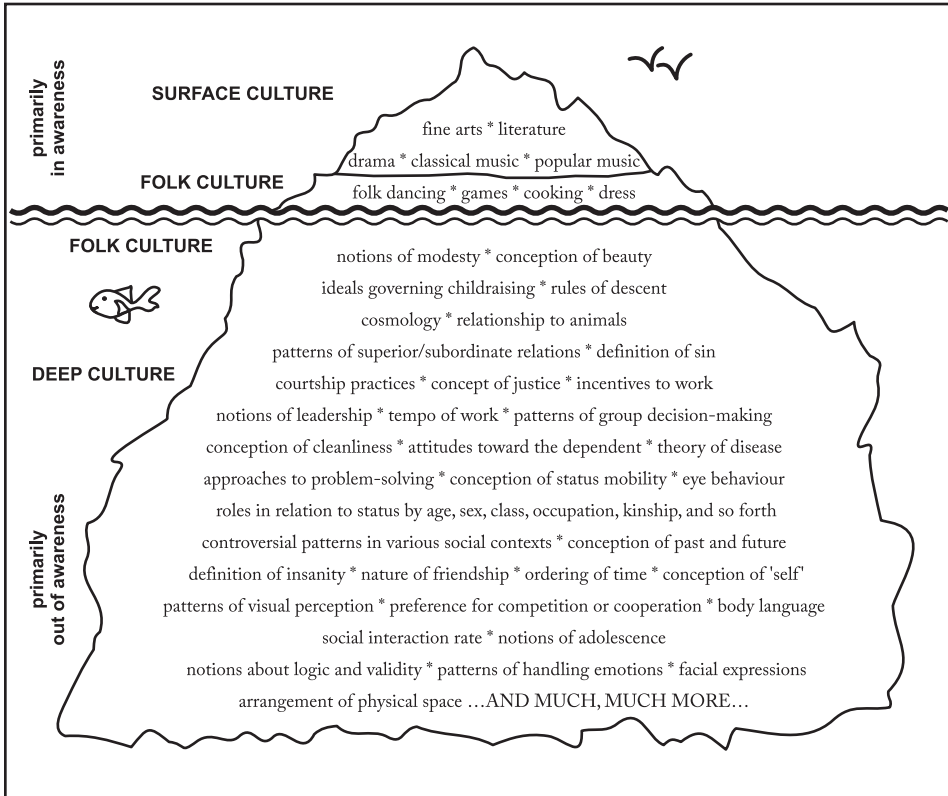 primarily
in awareness
SURFACE CULTURE
fine arts * literature
drama * classical music * popular music
FOLK CULTURE
folk dancing * games * cooking * dress
FOLK CULTURE
notions of modesty * conception of beauty
ideals governing childraising * rules of descent
cosmology * relationship to animals
patterns of superior/subordinate relations * definition of sin
DEEP CULTURE
courtship practices * concept of justice * incentives to work
notions of leadership * tempo of work * patterns of group decision-making
conception of cleanliness * attitudes toward the dependent * theory of disease
approaches to problem-solving * conception of status mobility * eye behaviour
roles in relation to status by age, sex, class, occupation, kinship, and so forth
controversial patterns in various social contexts * conception of past and future
definition of insanity * nature of friendship * ordering of time * conception of 'self'
patterns of visual perception * preference for competition or cooperation * body language
social interaction rate * notions of adolescence
notions about logic and validity * patterns of handling emotions * facial expressions
arrangement of physical space …AND MUCH, MUCH MORE…
primarily
out of awareness